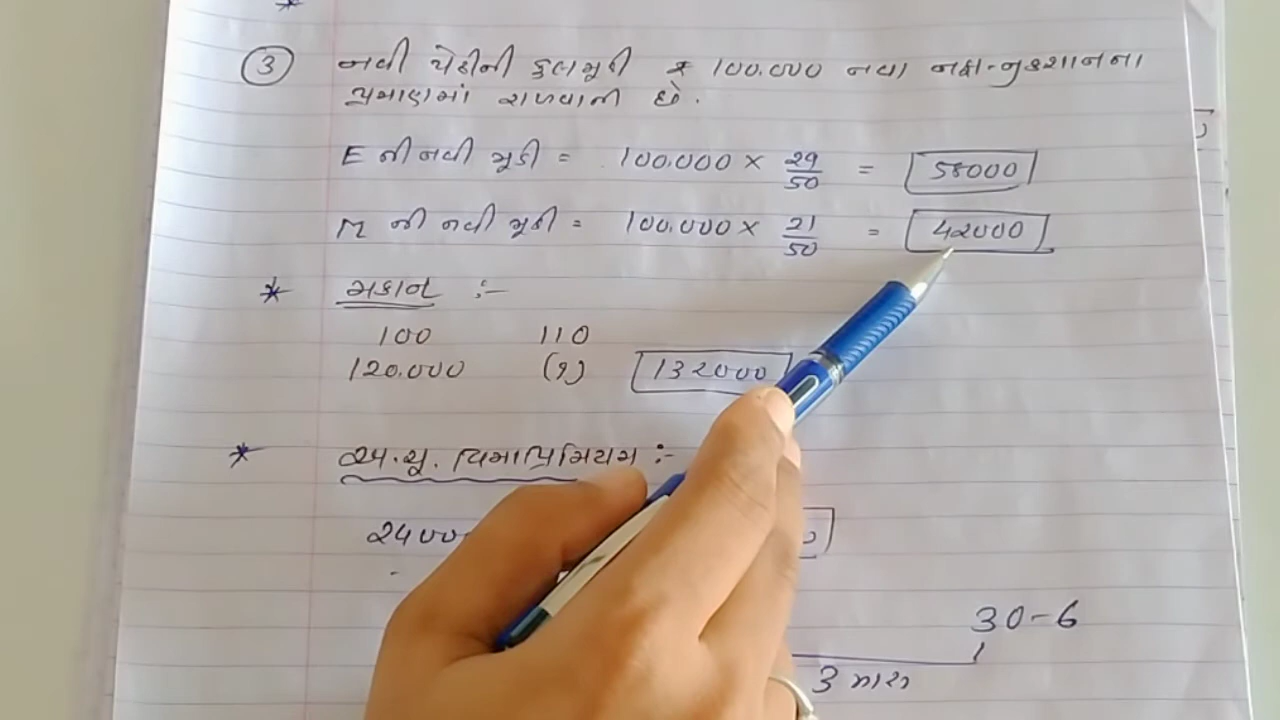 *
③ નવી પેઢીની કુલમૂડી ₹ 100.000 નવા નફા-નુકશાનના
પ્રમાણમાં રાખવાની છે.
E ની નવી મૂડી = 100.000 × 29/50 = 58000
M ની નવી મૂડી = 100.000 × 21/50 = 42000
* મકાન :-
100 110
120.000 (?) 132000
* અ.ચૂ. વિમાપ્રિમિયમ :-
2400
30-6
3 માસ